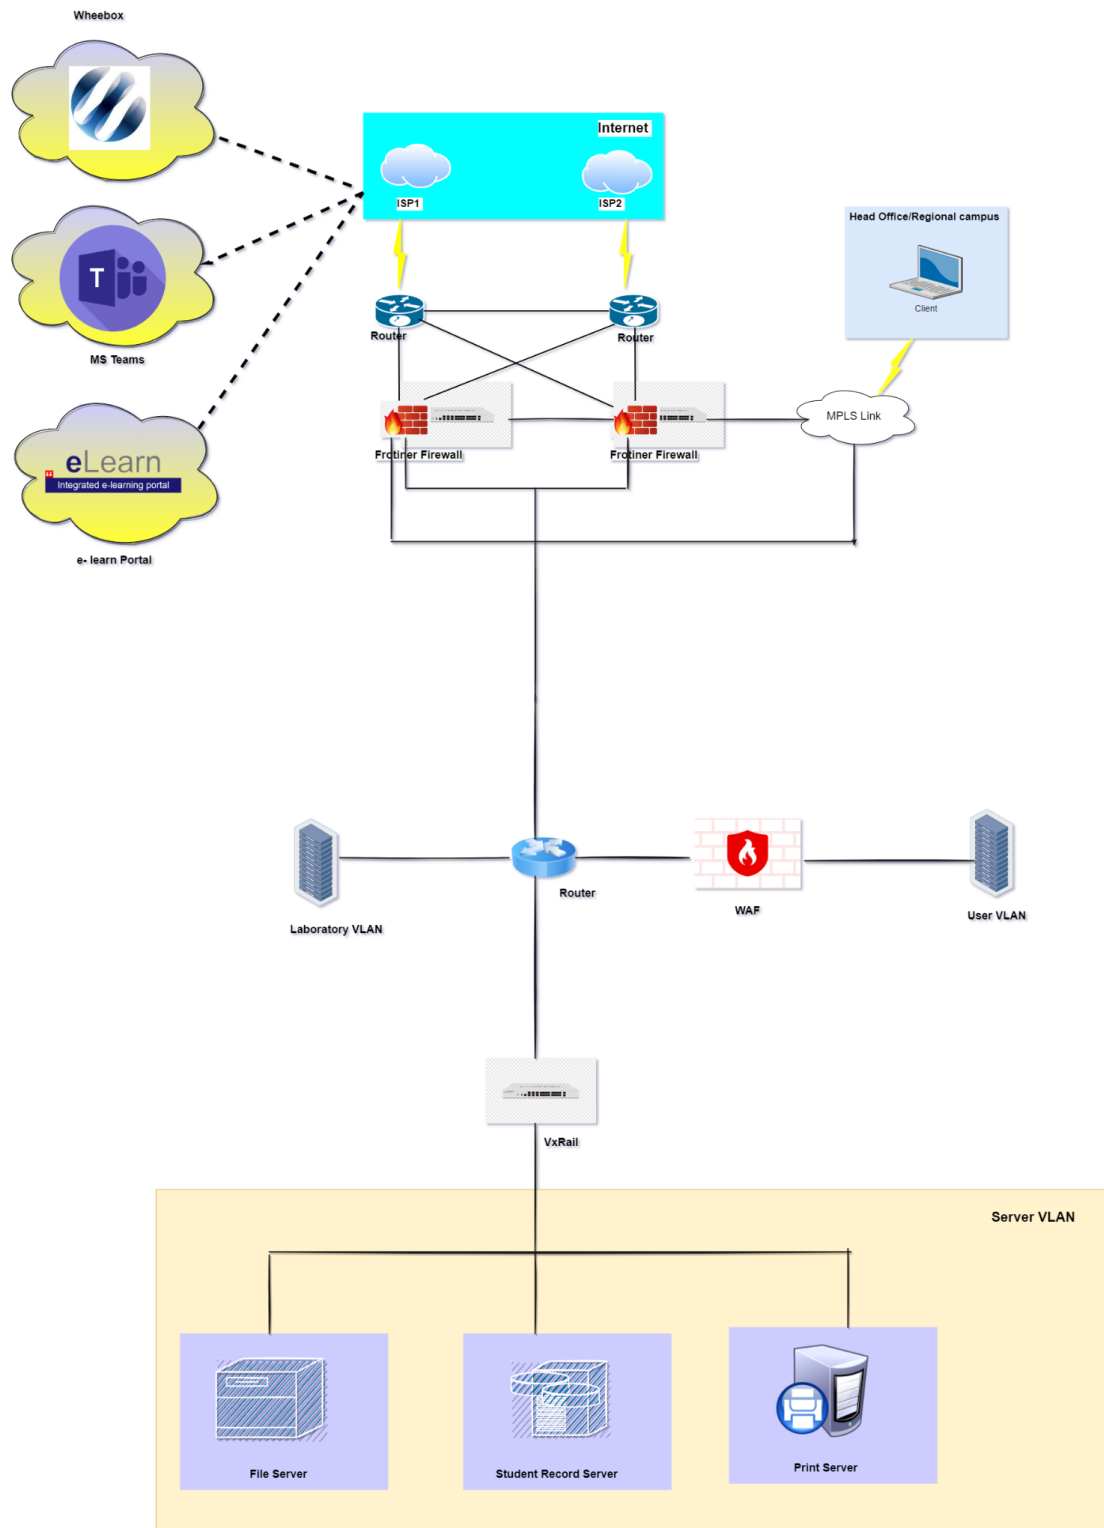 Wheebox
Internet
ISP1
ISP2
Head Office/Regional campus
Client
T
MS Teams
Router
Router
MPLS Link
Frotiner Firewall
Frotiner Firewall
eLearn
Integrated e-learning portal
e- learn Portal
Router
WAF
Laboratory VLAN
User VLAN
VxRail
Server VLAN
File Server
Student Record Server
Print Server